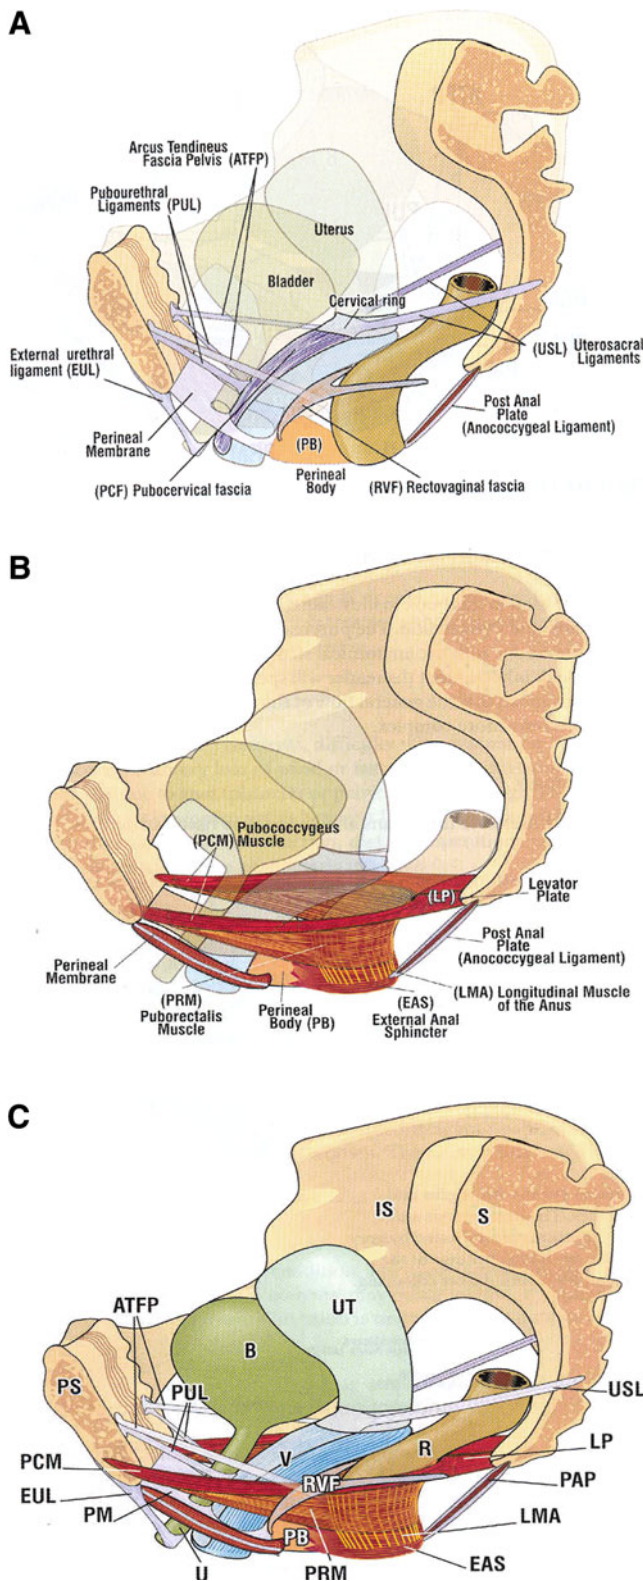 A
Arcus Tendineus
Fascia Pelvis (ATFP)
Pubourethral
Ligaments (PUL)
Uterus
Bladder
Cervical ring
External urethral
ligament (EUL)
(USL) Uterosacral
Ligaments
Perineal
Membrane
Post Anal
Plate
(Anococcygeal Ligament)
(PB)
Perineal
Body
(PCF) Pubocervical fascia
(RVF) Rectovaginal fascia
B
Pubococcygeus
(PCM) Muscle
(LP)
Levator
Plate
Post Anal
Plate
(Anococcygeal Ligament)
Perineal
Membrane
(PRM)
Puborectalis
Muscle
Perineal
Body (PB)
(EAS)
External Anal
Sphincter
(LMA) Longitudinal Muscle
of the Anus
C
IS
S
UT
ATFP
B
PS
PUL
USL
R
LP
V
PCM
RVF
PAP
EUL
PM
LMA
PB
U
PRM
EAS